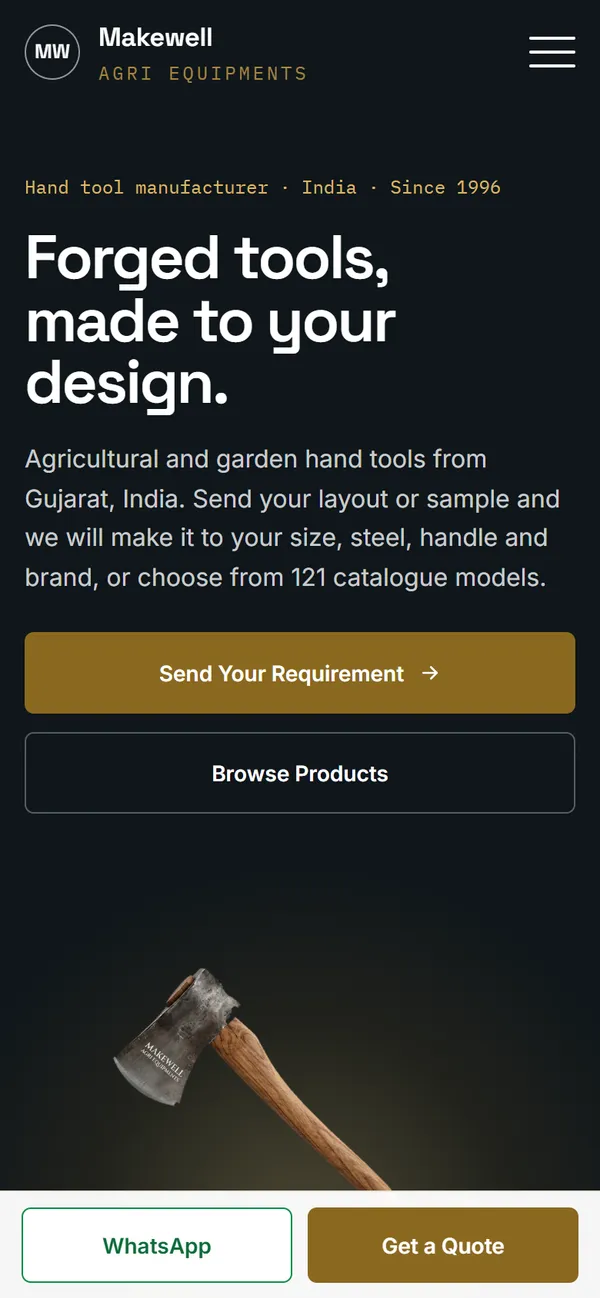 MW
Makewell
AGRI EQUIPMENTS
Hand tool manufacturer · India · Since 1996
Forged tools,
made to your
design.
Agricultural and garden hand tools from
Gujarat, India. Send your layout or sample and
we will make it to your size, steel, handle and
brand, or choose from 121 catalogue models.
Send Your Requirement →
Browse Products
MAKEWELL
AGRI EQUIPMENTS
WhatsApp
Get a Quote